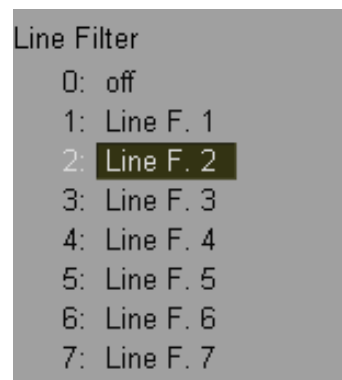 Line Filter
0: off
1: Line F. 1
2: Line F. 2
3: Line F. 3
4: Line F. 4
5: Line F. 5
6: Line F. 6
7: Line F. 7